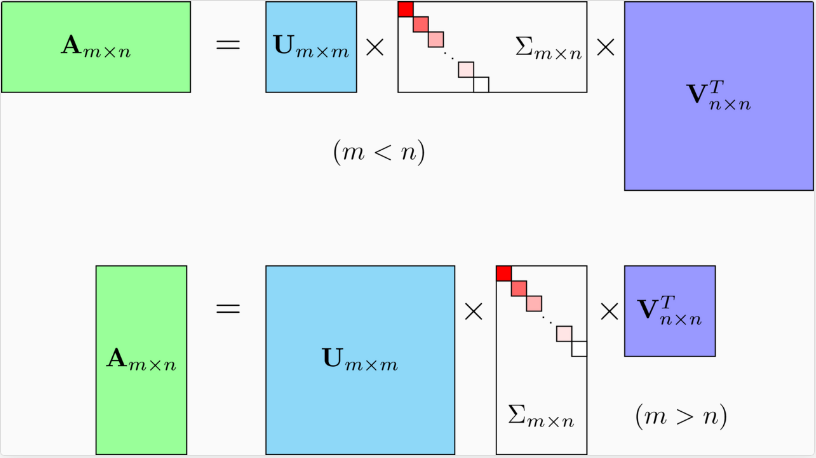 A_{m×n} = U_{m×m} × Σ_{m×n} × V^T_{n×n}
(m < n)
A_{m×n} = U_{m×m} × Σ_{m×n} × V^T_{n×n}
(m > n)